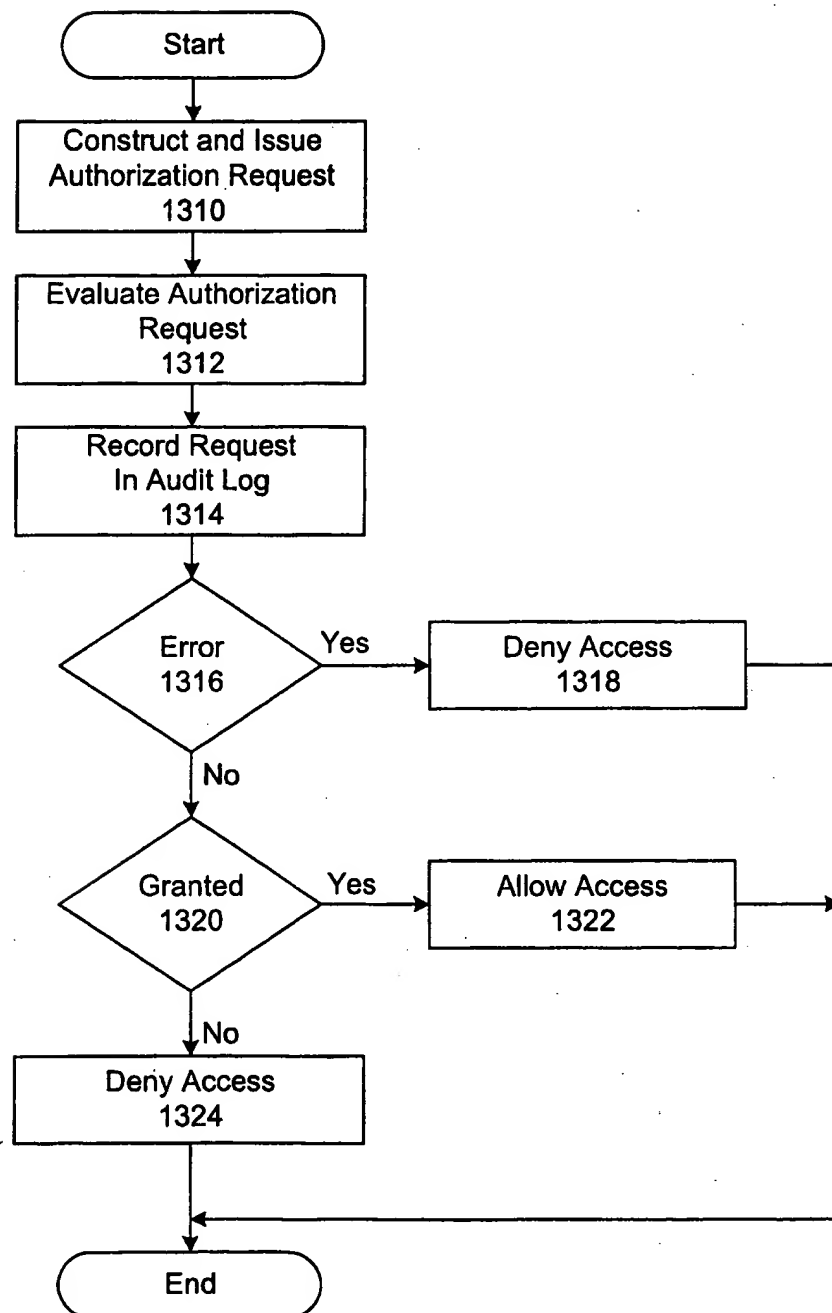 Start
Construct and Issue
Authorization Request
1310
Evaluate Authorization
Request
1312
Record Request
In Audit Log
1314
Error
1316
Yes
Deny Access
1318
No
Granted
1320
Yes
Allow Access
1322
No
Deny Access
1324
End